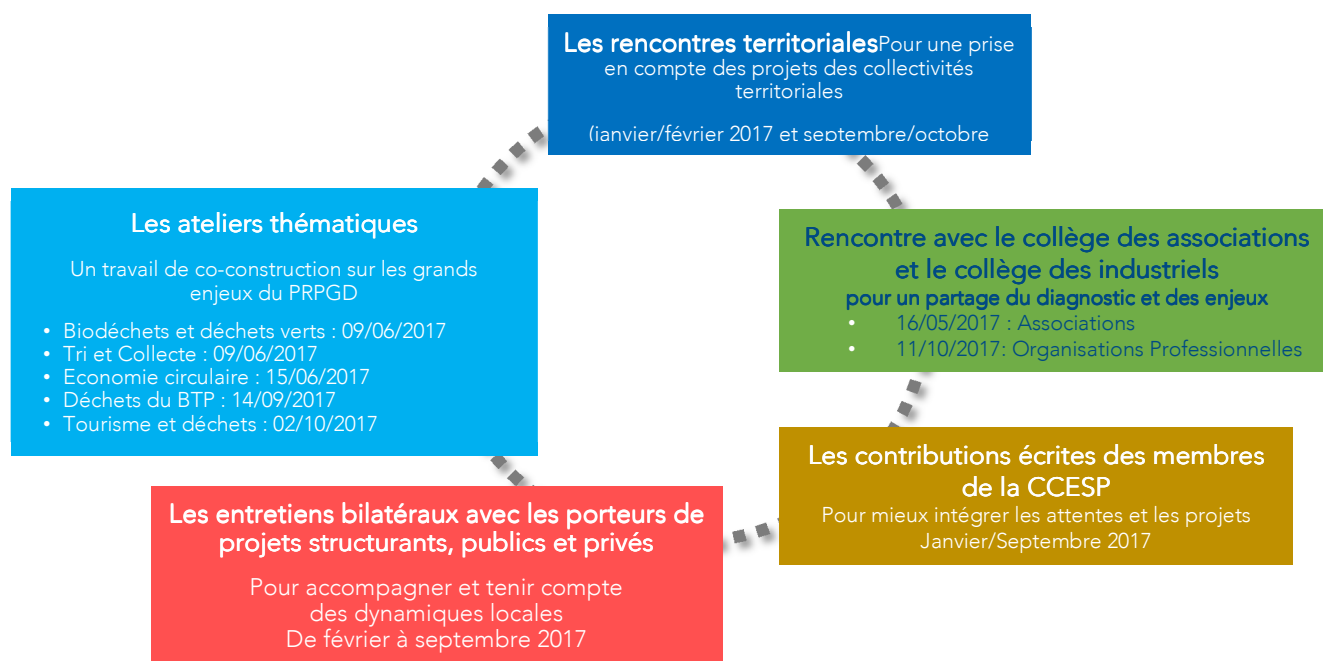 Les rencontres territorialesPour une prise
en compte des projets des collectivités
territoriales
(janvier/février 2017 et septembre/octobre
Les ateliers thématiques
Un travail de co-construction sur les grands
enjeux du PRPGD
• Biodéchets et déchets verts : 09/06/2017
• Tri et Collecte : 09/06/2017
• Economie circulaire : 15/06/2017
• Déchets du BTP : 14/09/2017
• Tourisme et déchets : 02/10/2017
Rencontre avec le collège des associations
et le collège des industriels
pour un partage du diagnostic et des enjeux
• 16/05/2017 : Associations
• 11/10/2017: Organisations Professionnelles
Les contributions écrites des membres
de la CCESP
Pour mieux intégrer les attentes et les projets
Janvier/Septembre 2017
Les entretiens bilatéraux avec les porteurs de
projets structurants, publics et privés
Pour accompagner et tenir compte
des dynamiques locales
De février à septembre 2017